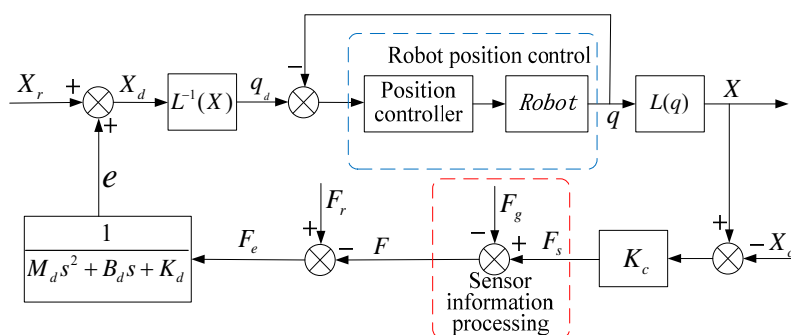 Robot position control
X_r
+
+
X_d
L^{-1}(X)
q_d
−
Position
controller
Robot
q
L(q)
X
e
\frac{1}{M_d s^2 + B_d s + K_d}
F_e
F_r
+
−
F
F_g
−
+
F_s
K_c
+
−
Sensor
information
processing